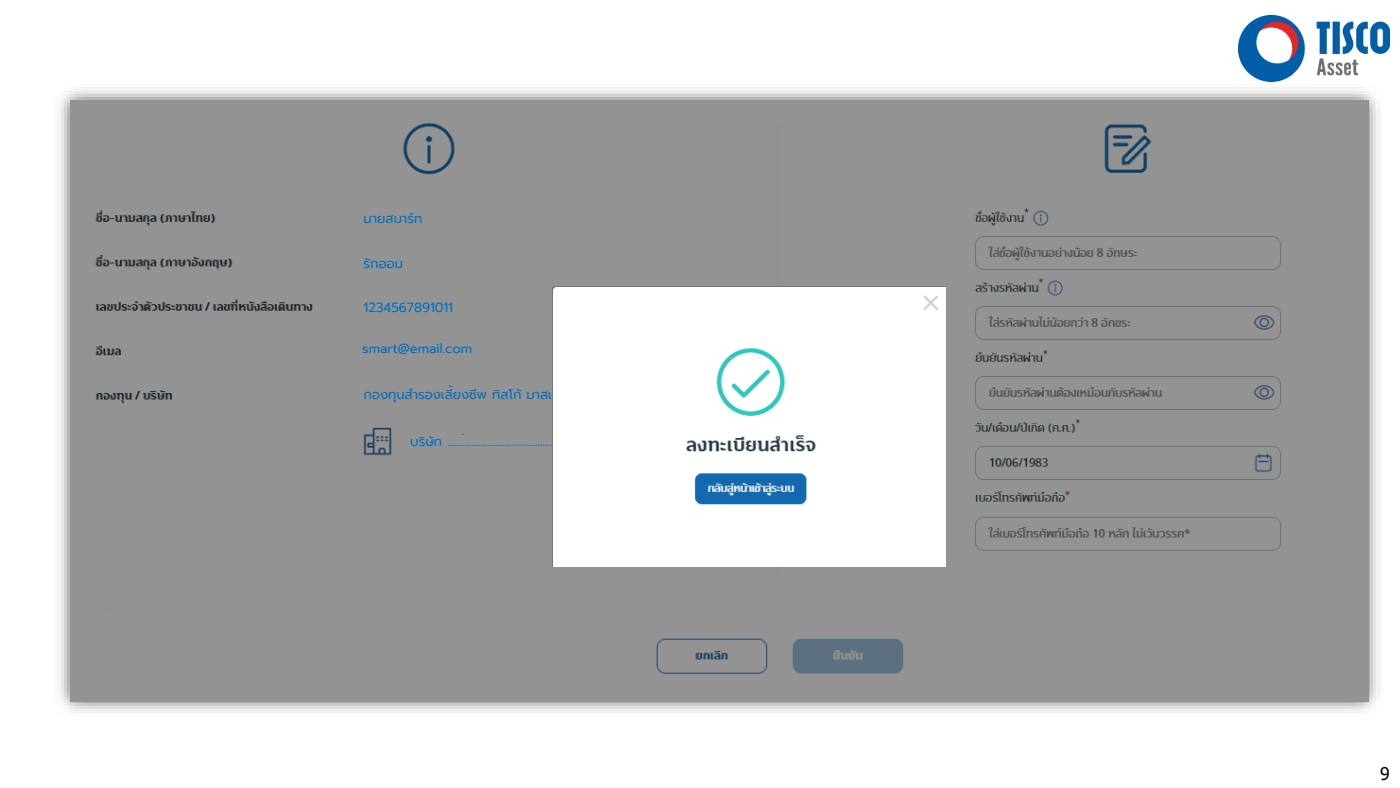 TISCO
Asset
ชื่อ-นามสกุล (ภาษาไทย)
นายสมาร์ท
ชื่อ-นามสกุล (ภาษาอังกฤษ)
รักออม
เลขประจำตัวประชาชน / เลขที่หนังสือเดินทาง
1234567891011
อีเมล
smart@email.com
กองทุน / บริษัท
กองทุนสำรองเลี้ยงชีพ ทิสโก้ มาสเ
บริษัท
ลงทะเบียนสำเร็จ
กลับสู่หน้าเข้าสู่ระบบ
ชื่อผู้ใช้งาน*
ใส่ชื่อผู้ใช้งานอย่างน้อย 8 อักษระ
สร้างรหัสผ่าน*
ใส่รหัสผ่านไม่น้อยกว่า 8 อักขระ
ยืนยันรหัสผ่าน*
ยืนยันรหัสผ่านต้องเหมือนกับรหัสผ่าน
วัน/เดือน/ปีเกิด (ค.ศ.)*
10/06/1983
เบอร์โทรศัพท์มือถือ*
ใส่เบอร์โทรศัพท์มือถือ 10 หลัก ไม่เว้นวรรค*
ยกเลิก
ยืนยัน
9